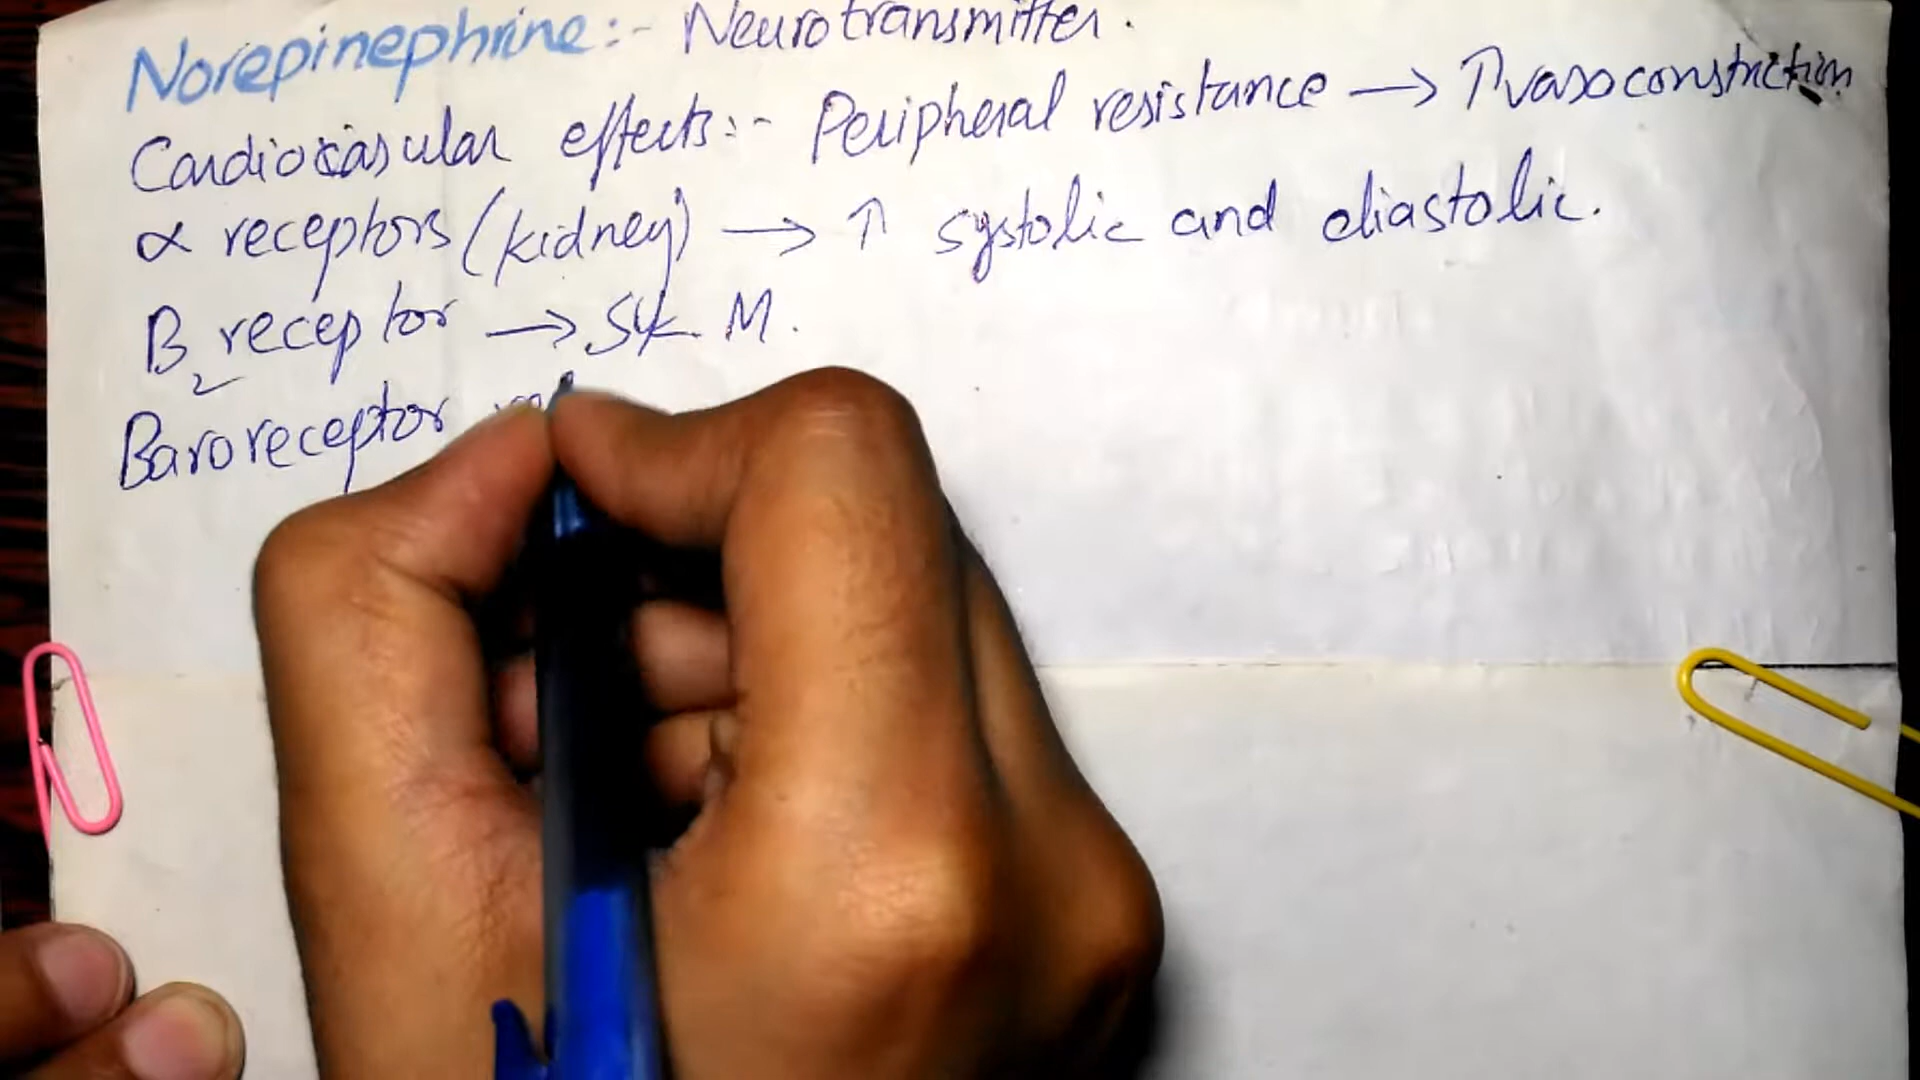 Norepinephrine:- Neurotransmitter.
Cardiovascular effects:- Peripheral resistance → ↑vasoconstriction
α receptors (kidney) → ↑ systolic and diastolic.
B2 receptor → Sk M.
Baroreceptor